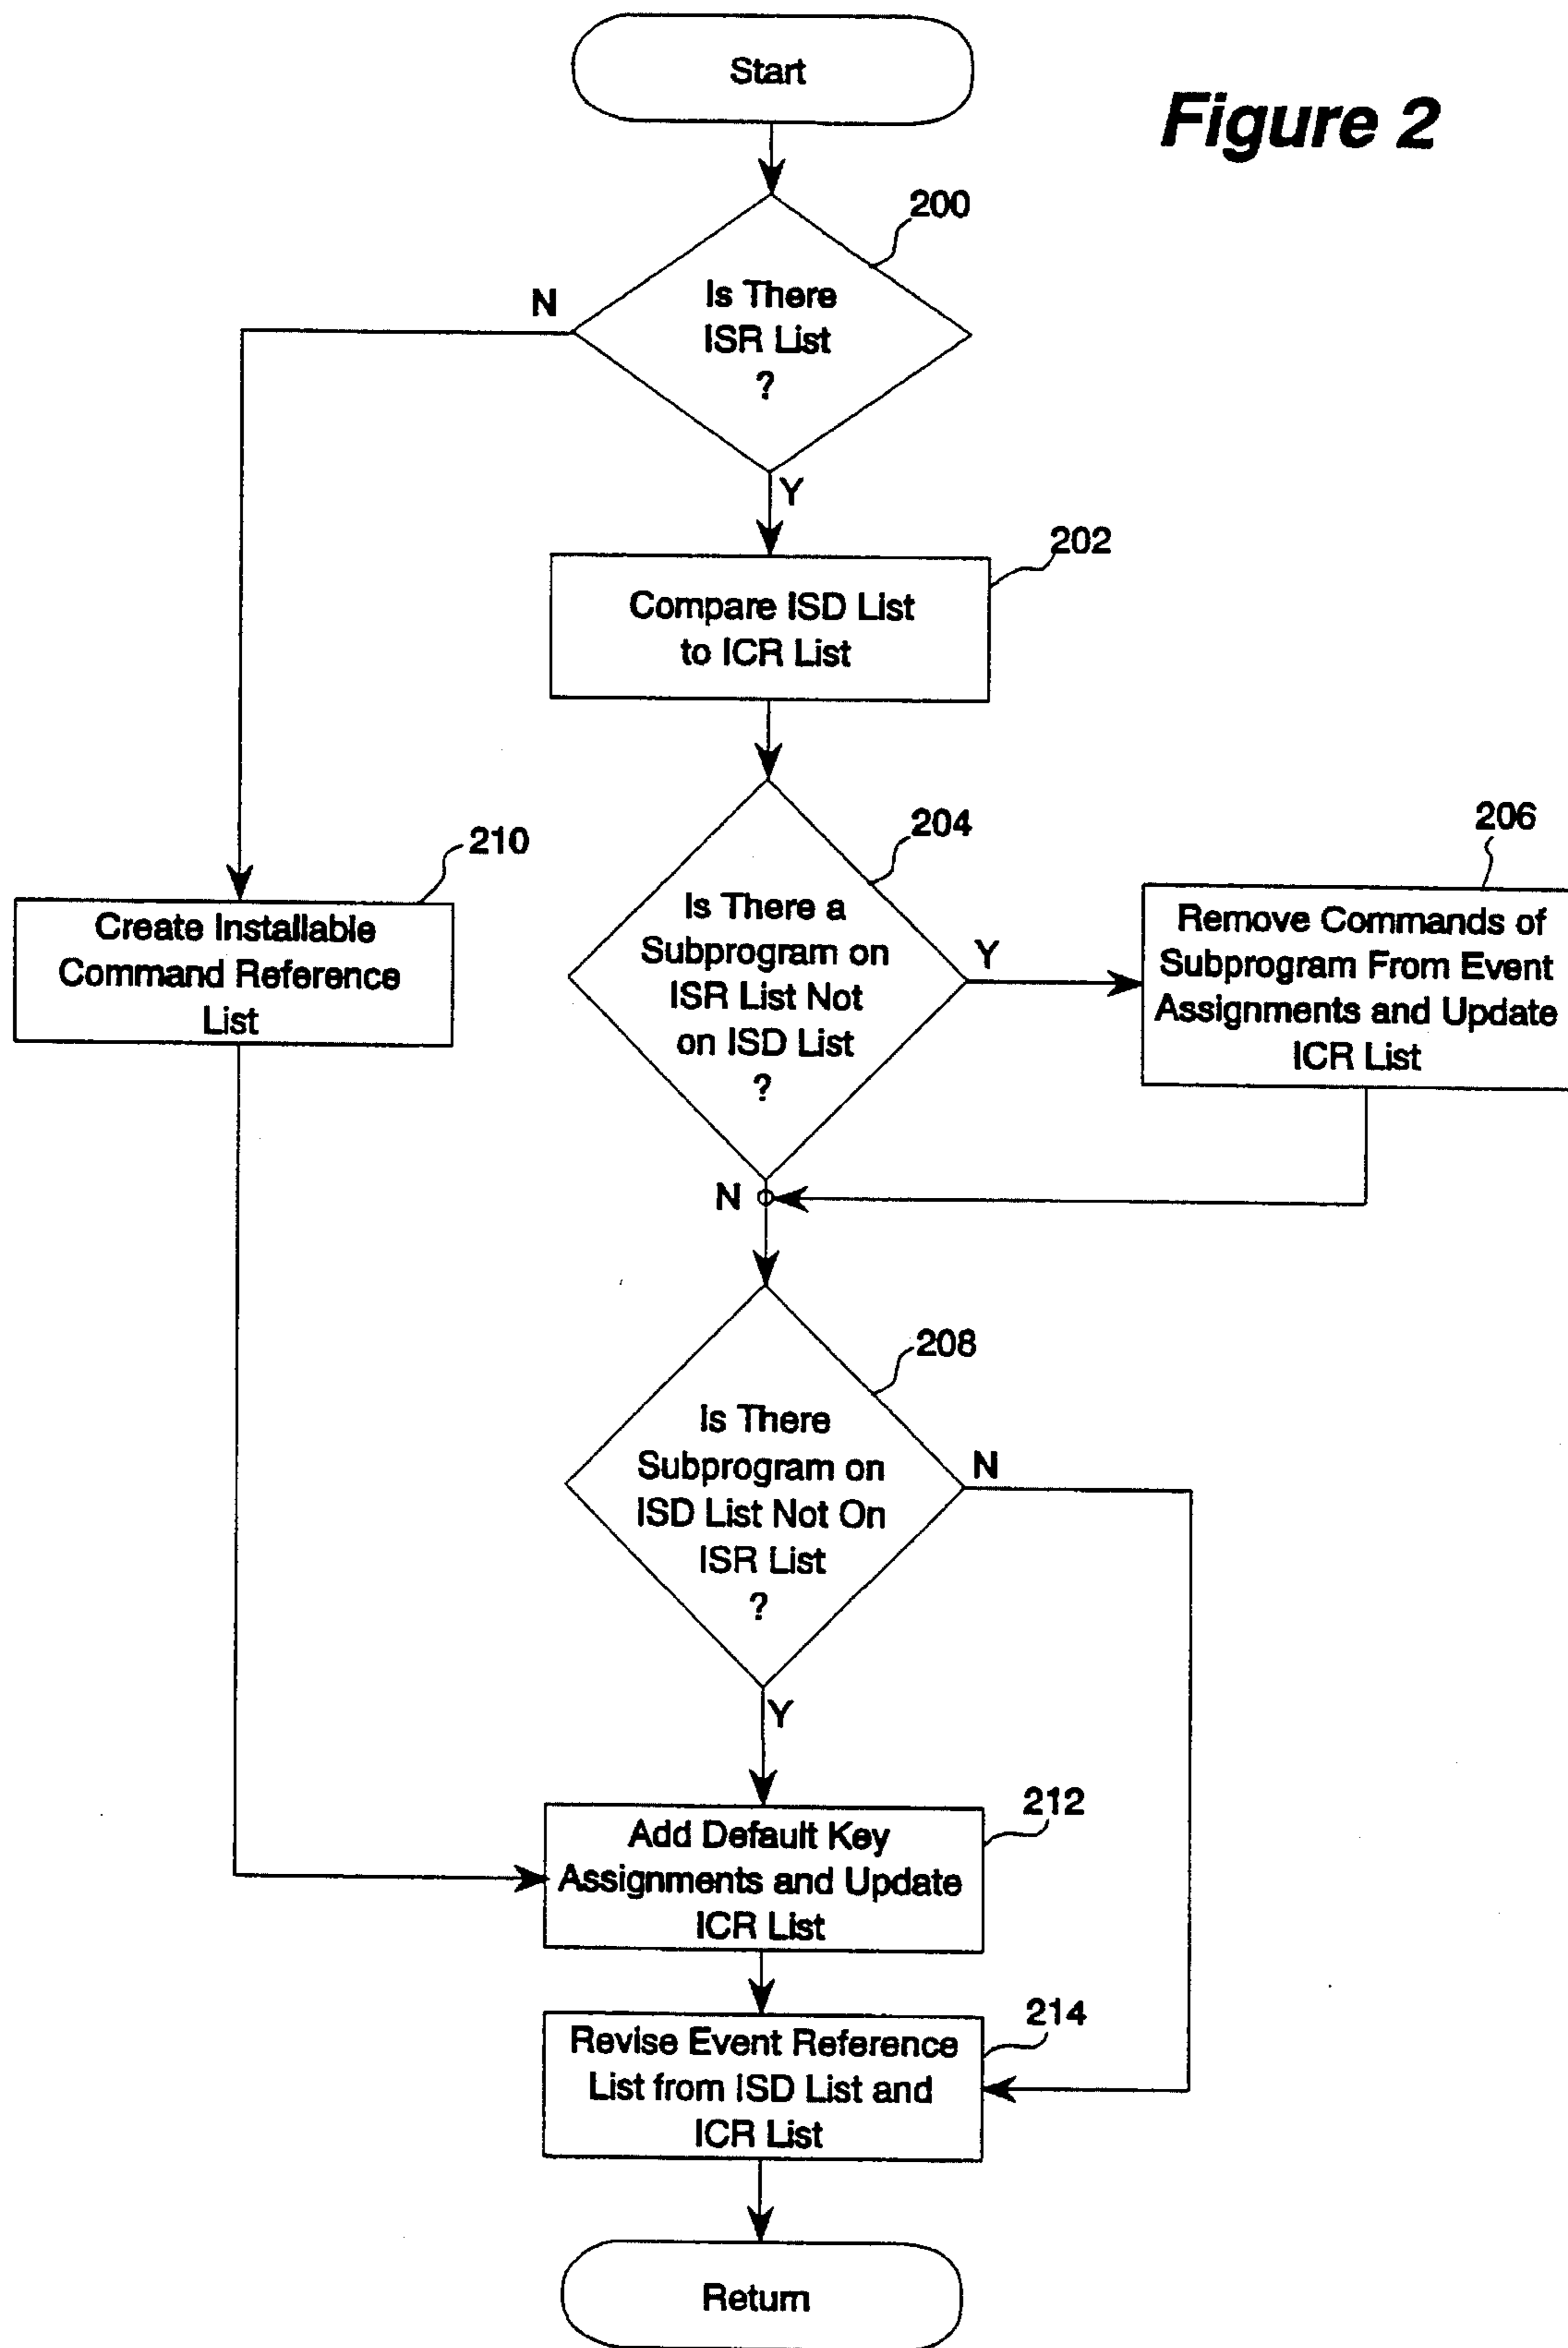 Start
Figure 2
200
Is There
ISR List
?
N
Y
202
Compare ISD List
to ICR List
204
Is There a
Subprogram on
ISR List Not
on ISD List
?
Y
206
Remove Commands of
Subprogram From Event
Assignments and Update
ICR List
210
Create Installable
Command Reference
List
N
208
Is There
Subprogram on
ISD List Not On
ISR List
?
N
Y
212
Add Default Key
Assignments and Update
ICR List
214
Revise Event Reference
List from ISD List and
ICR List
Return